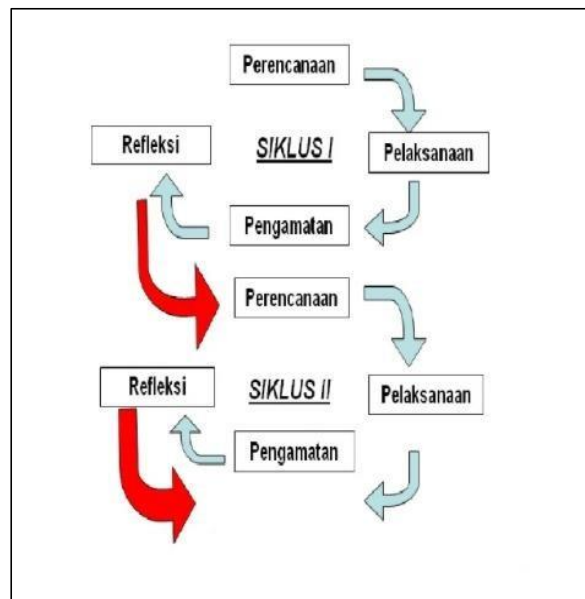 Perencanaan
Refleksi
SIKLUS I
Pelaksanaan
Pengamatan
Perencanaan
Refleksi
SIKLUS II
Pelaksanaan
Pengamatan